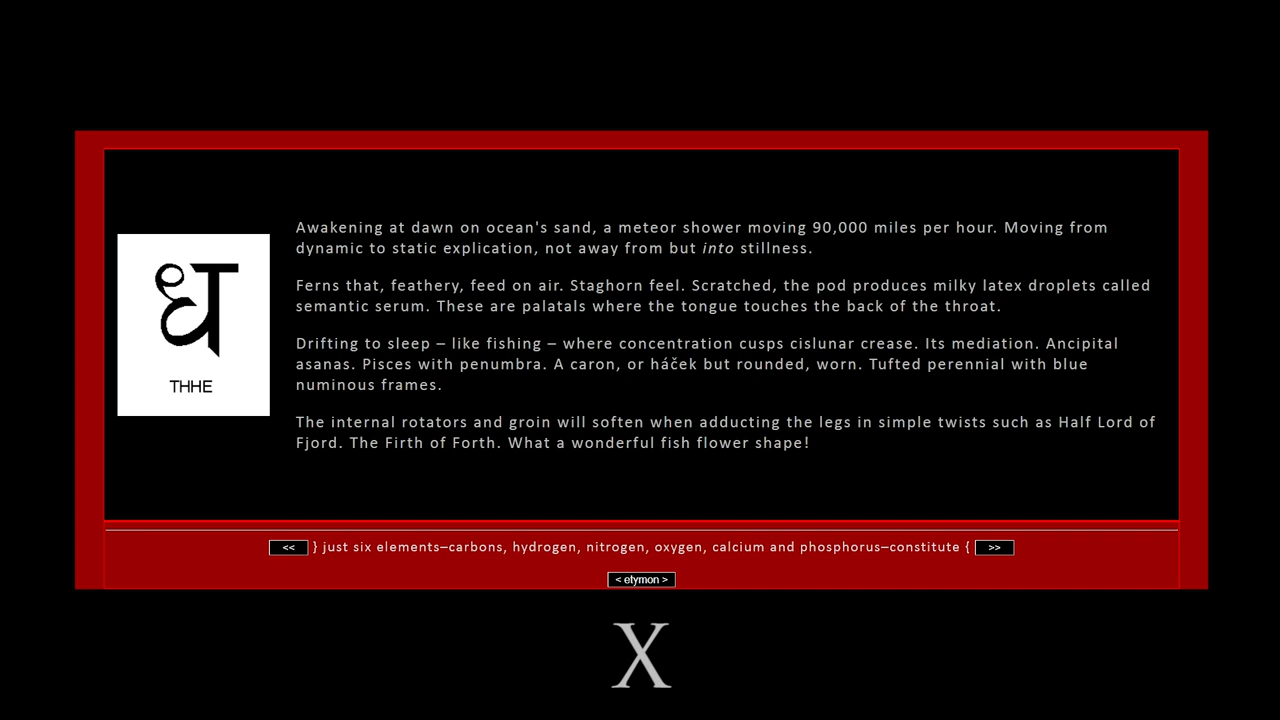 Awakening at dawn on ocean's sand, a meteor shower moving 90,000 miles per hour. Moving from
dynamic to static explication, not away from but into stillness.
Ferns that, feathery, feed on air. Staghorn feel. Scratched, the pod produces milky latex droplets called
semantic serum. These are palatals where the tongue touches the back of the throat.
Drifting to sleep – like fishing – where concentration cusps cislunar crease. Its mediation. Ancipital
asanas. Pisces with penumbra. A caron, or háček but rounded, worn. Tufted perennial with blue
numinous frames.
The internal rotators and groin will soften when adducting the legs in simple twists such as Half Lord of
Fjord. The Firth of Forth. What a wonderful fish flower shape!
ध
THHE
<< } just six elements–carbons, hydrogen, nitrogen, oxygen, calcium and phosphorus–constitute { >>
< etymon >
X